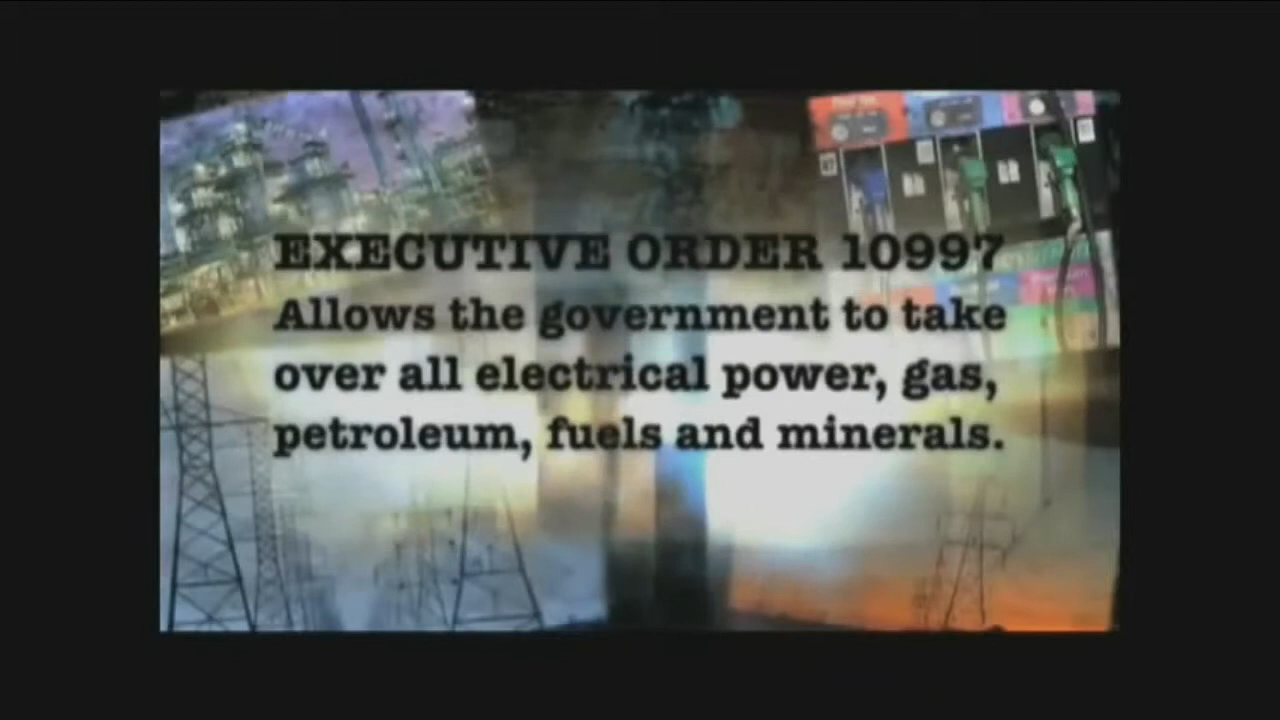 EXECUTIVE ORDER 10997
Allows the government to take
over all electrical power, gas,
petroleum, fuels and minerals.